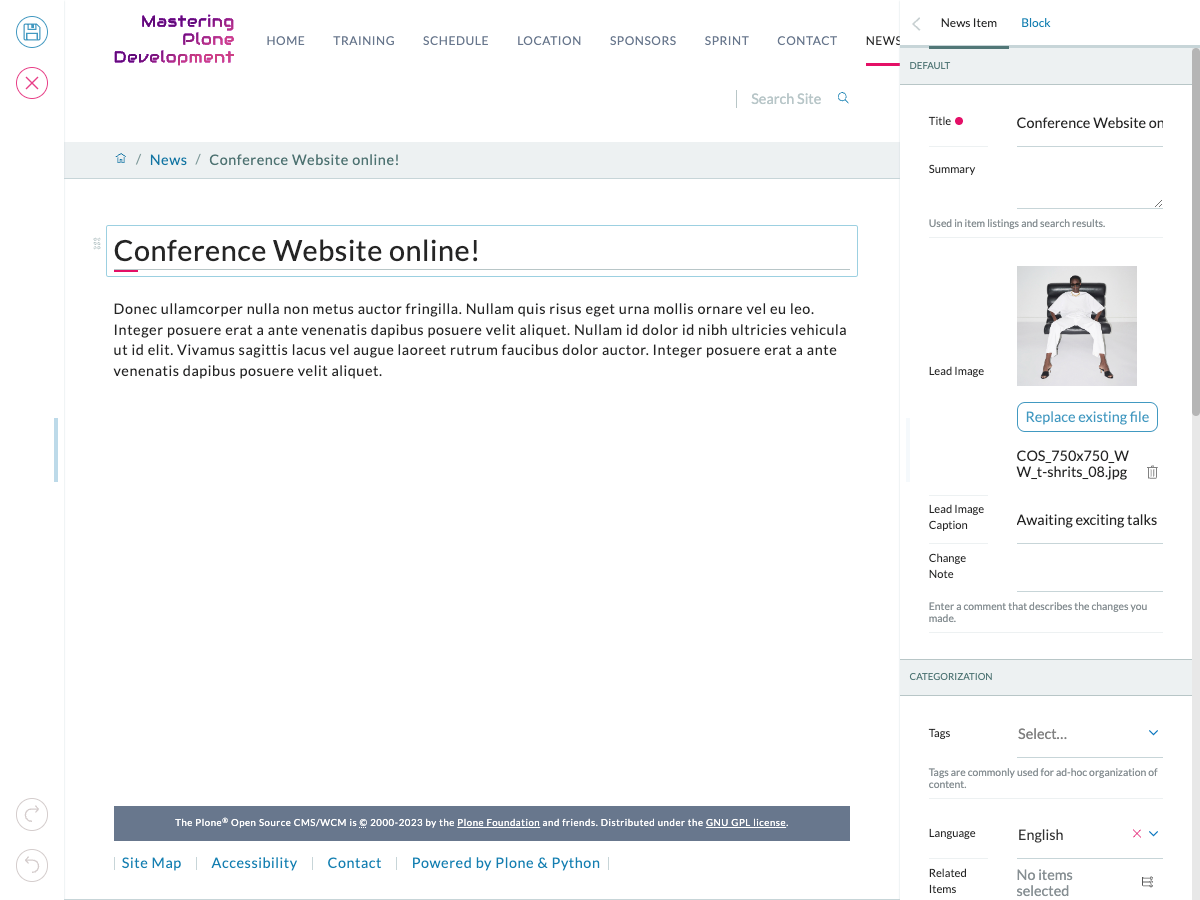 Mastering
Plone
Development
HOME TRAINING SCHEDULE LOCATION SPONSORS SPRINT CONTACT NEWS
Search Site
/ News / Conference Website online!
Conference Website online!
Donec ullamcorper nulla non metus auctor fringilla. Nullam quis risus eget urna mollis ornare vel eu leo.
Integer posuere erat a ante venenatis dapibus posuere velit aliquet. Nullam id dolor id nibh ultricies vehicula
ut id elit. Vivamus sagittis lacus vel augue laoreet rutrum faucibus dolor auctor. Integer posuere erat a ante
venenatis dapibus posuere velit aliquet.
The Plone® Open Source CMS/WCM is © 2000-2023 by the Plone Foundation and friends. Distributed under the GNU GPL license.
Site Map Accessibility Contact Powered by Plone & Python
News Item Block
DEFAULT
Title Conference Website on
Summary
Used in item listings and search results.
Lead Image
Replace existing file
COS_750x750_W
W_t-shrits_08.jpg
Lead Image
Caption
Awaiting exciting talks
Change
Note
Enter a comment that describes the changes you
made.
CATEGORIZATION
Tags Select...
Tags are commonly used for ad-hoc organization of
content.
Language English
Related
Items
No items
selected